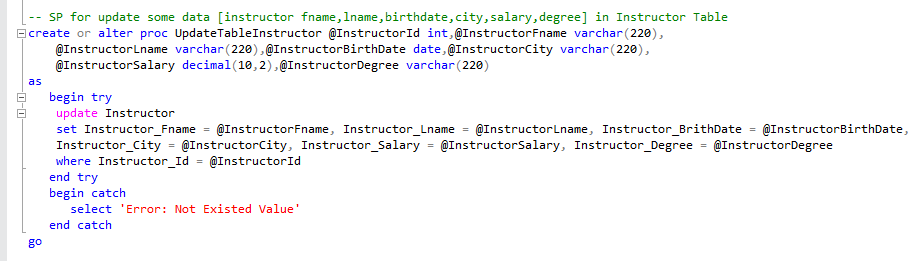 -- SP for update some data [instructor fname,lname,birthdate,city,salary,degree] in Instructor Table
create or alter proc UpdateTableInstructor @InstructorId int,@InstructorFname varchar(220),
@InstructorLname varchar(220),@InstructorBirthDate date,@InstructorCity varchar(220),
@InstructorSalary decimal(10,2),@InstructorDegree varchar(220)
as
begin try
update Instructor
set Instructor_Fname = @InstructorFname, Instructor_Lname = @InstructorLname, Instructor_BrithDate = @InstructorBirthDate,
Instructor_City = @InstructorCity, Instructor_Salary = @InstructorSalary, Instructor_Degree = @InstructorDegree
where Instructor_Id = @InstructorId
end try
begin catch
select 'Error: Not Existed Value'
end catch
go